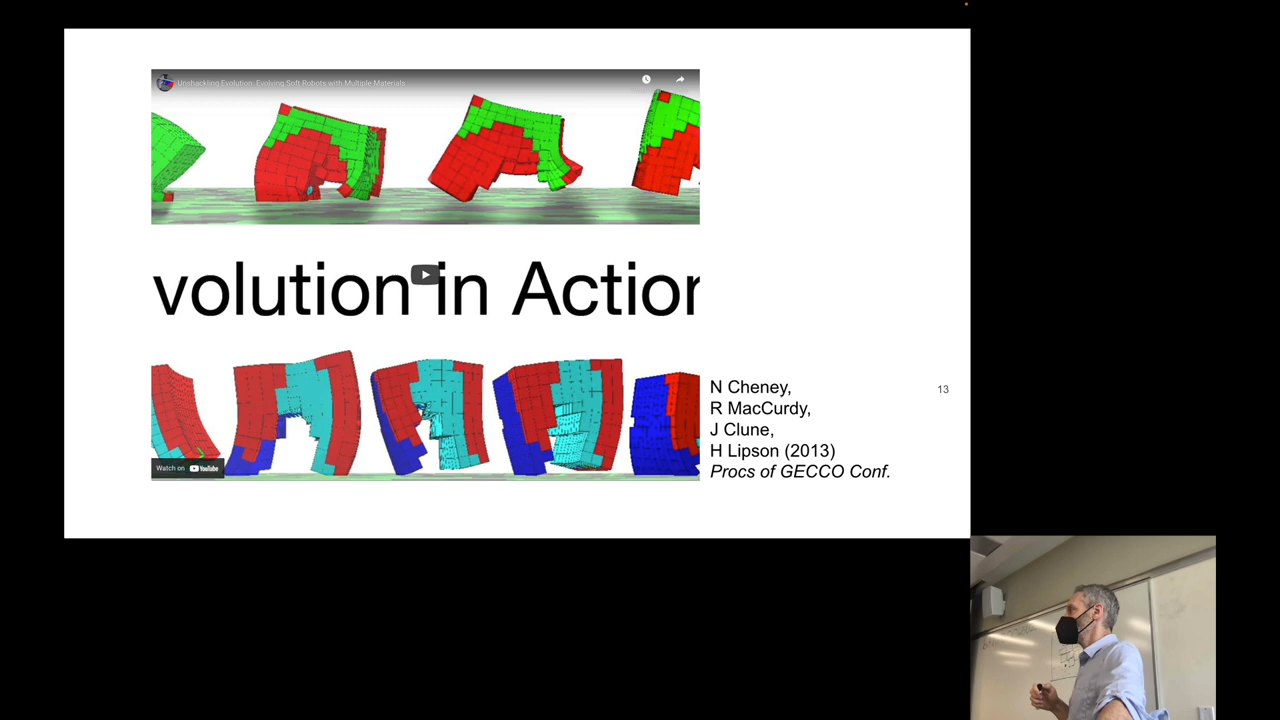 Unshackling Evolution: Evolving Soft Robots with Multiple Materials
volution in Action
N Cheney,
R MacCurdy,
J Clune,
H Lipson (2013)
Procs of GECCO Conf.
13
Watch on YouTube